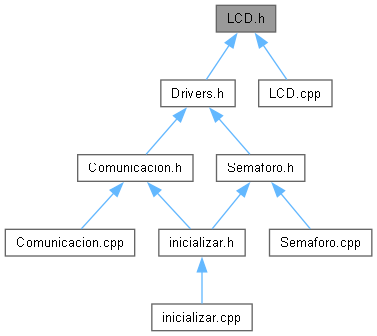 LCD.h
Drivers.h
LCD.cpp
Comunicacion.h
Semaforo.h
Comunicacion.cpp
inicializar.h
Semaforo.cpp
inicializar.cpp